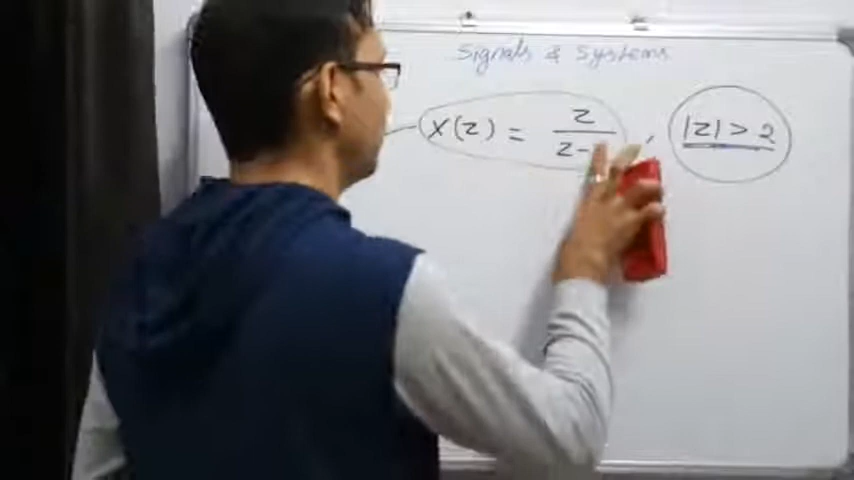 Signals & Systems
X(z) = z / z- , |z| > 2